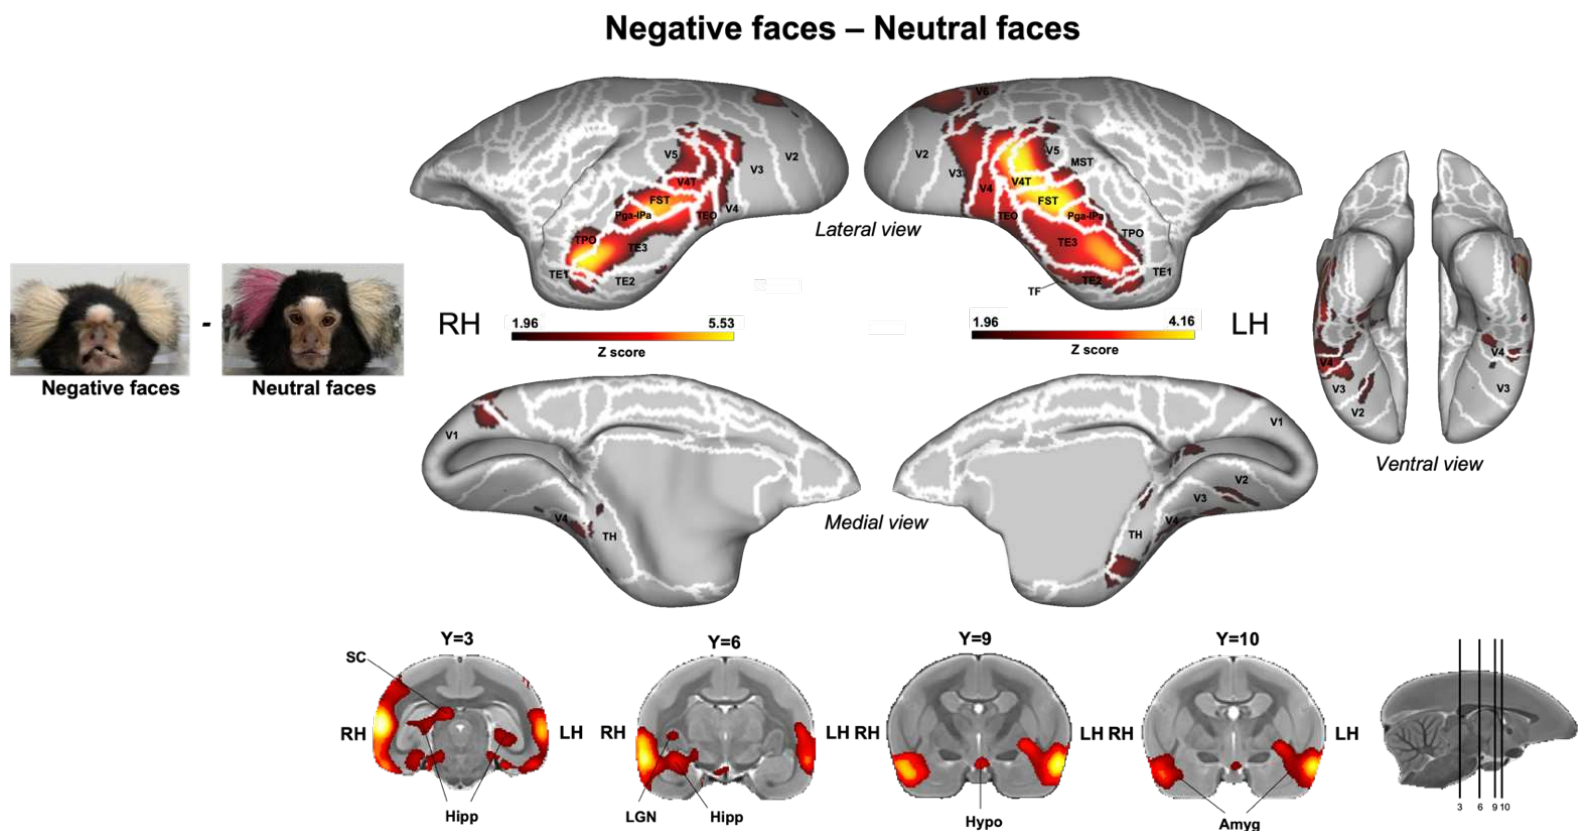 Negative faces – Neutral faces
V6
V2
V3
V4
V5
MST
V4T
FST
TEO
Pga-IPa
TE3
TPO
TE2
TE1
TF
V5
V3
V2
V4T
FST
Pga-IPa
TEO
V4
TPO
TE3
TE1
TE2
Lateral view
-
Negative faces
Neutral faces
RH
1.96
5.53
Z score
1.96
4.16
Z score
LH
V4
V3
V2
V4
V3
Ventral view
V1
V4
TH
Medial view
V1
V2
V3
V4
TH
Y=3
Y=6
Y=9
Y=10
SC
RH
LH
RH
LH
RH
LH
RH
LH
Hipp
LGN
Hipp
Hypo
Amyg
3
6
9
10